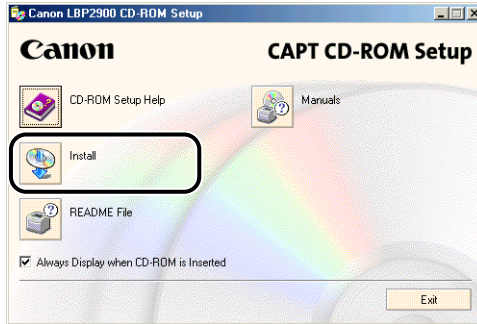 Canon LBP2900 CD-ROM Setup
Canon
CAPT CD-ROM Setup
CD-ROM Setup Help
Manuals
Install
README File
Always Display when CD-ROM is Inserted
Exit